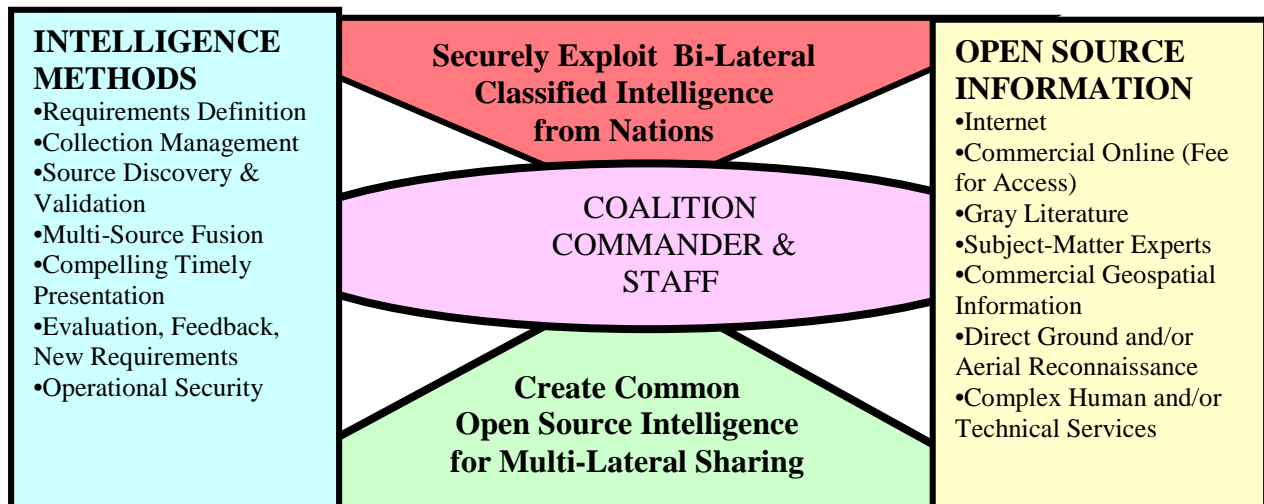 INTELLIGENCE
METHODS
•Requirements Definition
•Collection Management
•Source Discovery &
Validation
•Multi-Source Fusion
•Compelling Timely
Presentation
•Evaluation, Feedback,
New Requirements
•Operational Security
Securely Exploit Bi-Lateral
Classified Intelligence
from Nations
COALITION
COMMANDER &
STAFF
Create Common
Open Source Intelligence
for Multi-Lateral Sharing
OPEN SOURCE
INFORMATION
•Internet
•Commercial Online (Fee
for Access)
•Gray Literature
•Subject-Matter Experts
•Commercial Geospatial
Information
•Direct Ground and/or
Aerial Reconnaissance
•Complex Human and/or
Technical Services